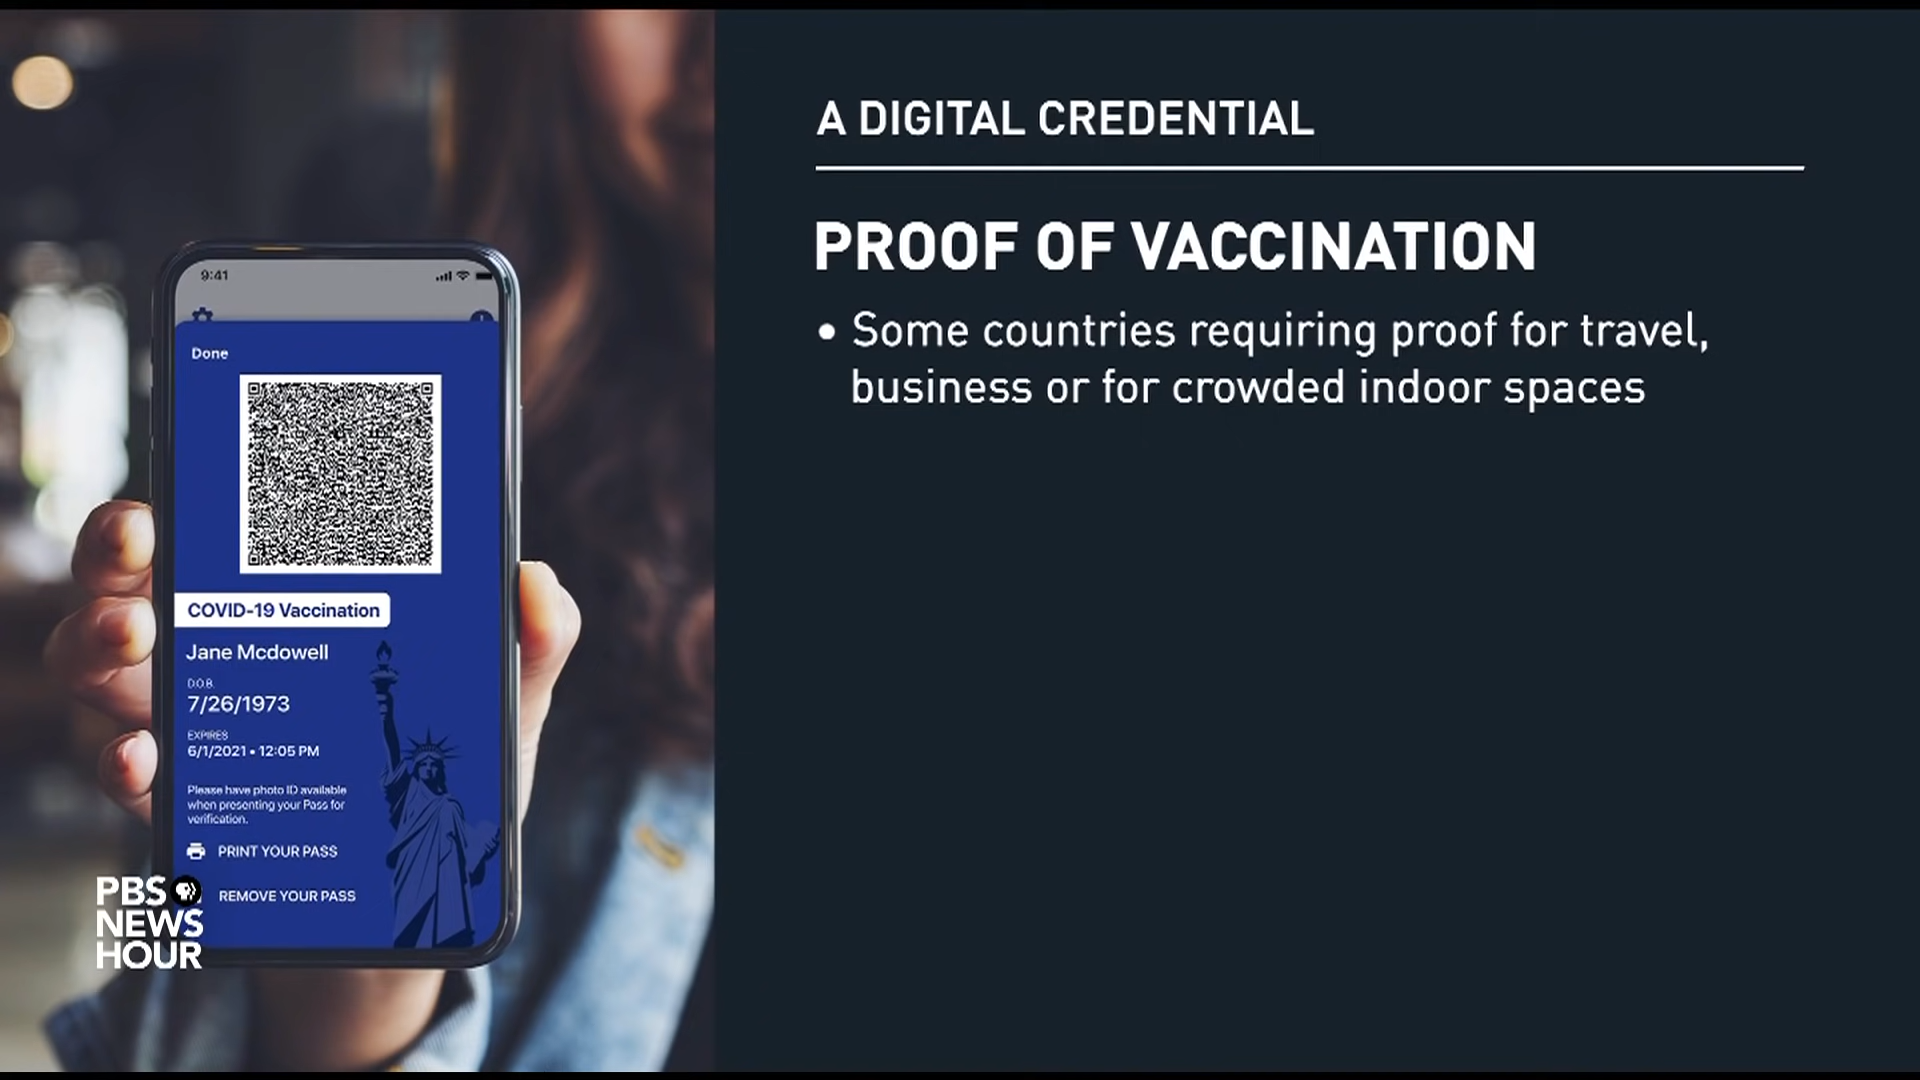 A DIGITAL CREDENTIAL
PROOF OF VACCINATION
• Some countries requiring proof for travel,
business or for crowded indoor spaces
9:41
Done
COVID-19 Vaccination
Jane Mcdowell
D.O.B.
7/26/1973
EXPIRES
6/1/2021 • 12:05 PM
Please have photo ID available
when presenting your Pass for
verification.
PRINT YOUR PASS
REMOVE YOUR PASS
PBS
NEWS
HOUR